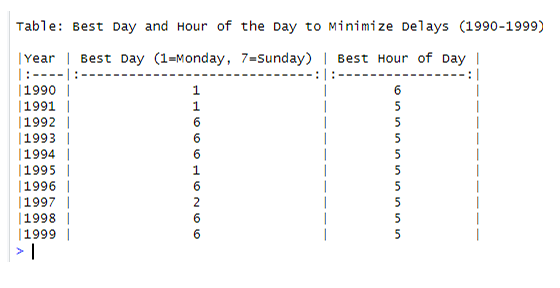 Table: Best Day and Hour of the Day to Minimize Delays (1990-1999)
|Year | Best Day (1=Monday, 7=Sunday) | Best Hour of Day |
|:----|:-----------------------------:|:----------------:|
|1990 | 1 | 6 |
|1991 | 1 | 5 |
|1992 | 6 | 5 |
|1993 | 6 | 5 |
|1994 | 6 | 5 |
|1995 | 1 | 5 |
|1996 | 6 | 5 |
|1997 | 2 | 5 |
|1998 | 6 | 5 |
|1999 | 6 | 5 |
>